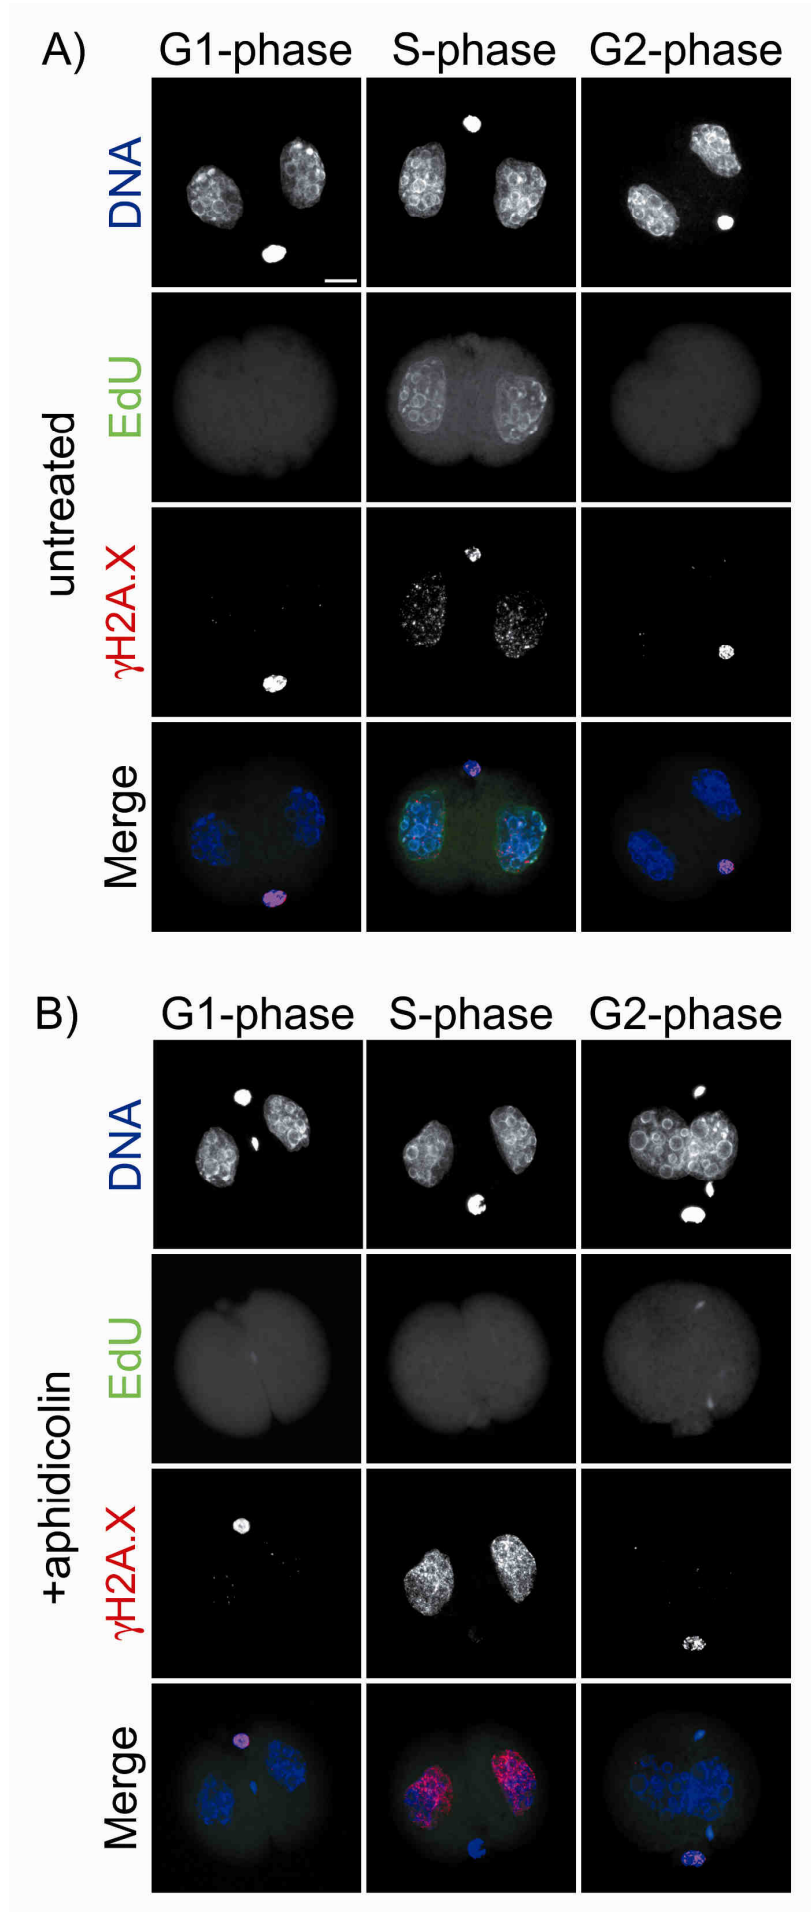 A)
G1-phase S-phase G2-phase
untreated
DNA
EdU
γH2A.X
Merge
B)
G1-phase S-phase G2-phase
+aphidicolin
DNA
EdU
γH2A.X
Merge